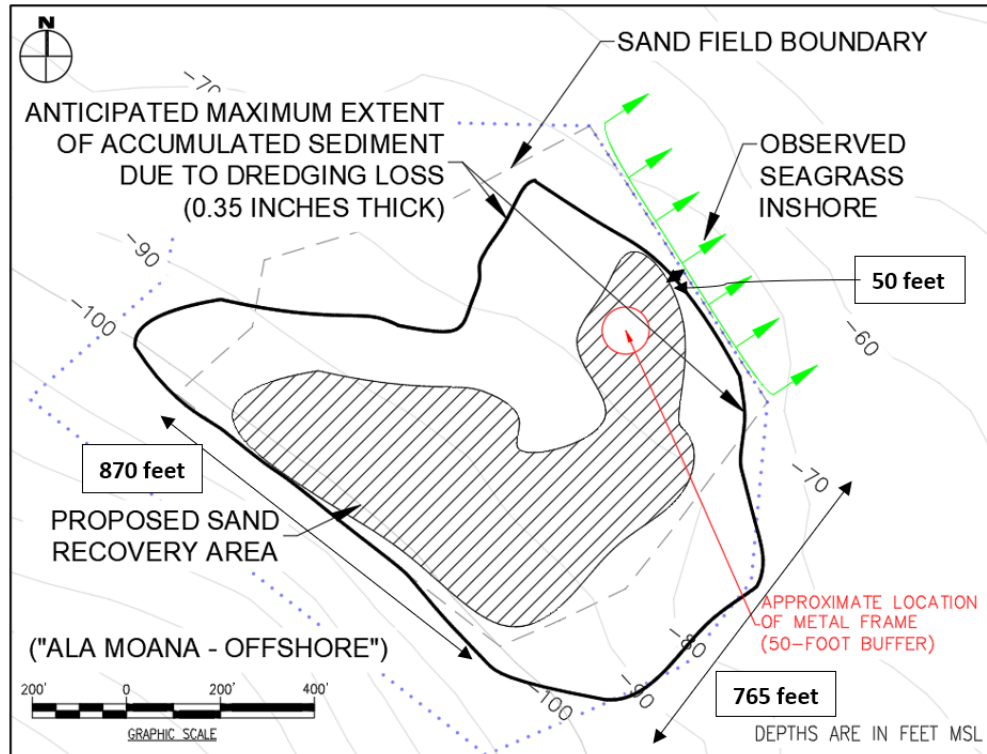 N
SAND FIELD BOUNDARY
-70
ANTICIPATED MAXIMUM EXTENT
OF ACCUMULATED SEDIMENT
DUE TO DREDGING LOSS
(0.35 INCHES THICK)
OBSERVED
SEAGRASS
INSHORE
-90
-100
50 feet
-60
870 feet
-70
PROPOSED SAND
RECOVERY AREA
APPROXIMATE LOCATION
OF METAL FRAME
(50-FOOT BUFFER)
-80
("ALA MOANA - OFFSHORE")
-90
-100
765 feet
200' 0 200' 400'
GRAPHIC SCALE
DEPTHS ARE IN FEET MSL